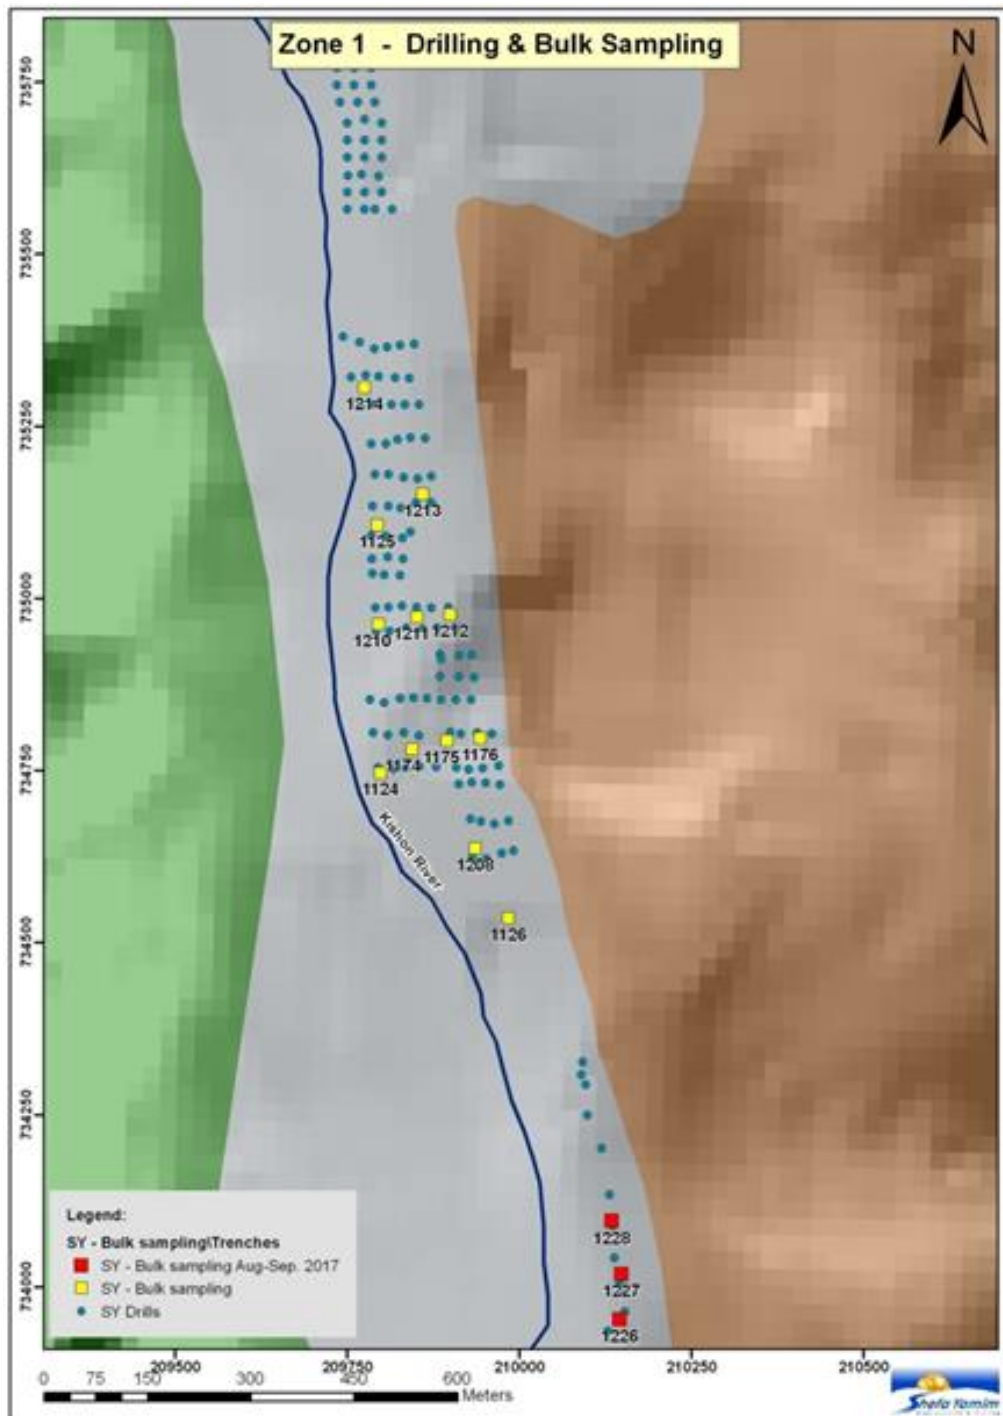 Zone 1 - Drilling & Bulk Sampling
N
735750
735500
735250
735000
734750
734500
734250
734000
1214
1213
1125
1210
1211
1212
1174
1175
1176
1124
Kishon River
1208
1126
1228
1227
1226
Legend:
SY - Bulk sampling\Trenches
SY - Bulk sampling Aug-Sep. 2017
SY - Bulk sampling
SY Drills
209500
209750
210000
210250
210500
0 75 150 300 450 600
Meters
Shefa Yamim